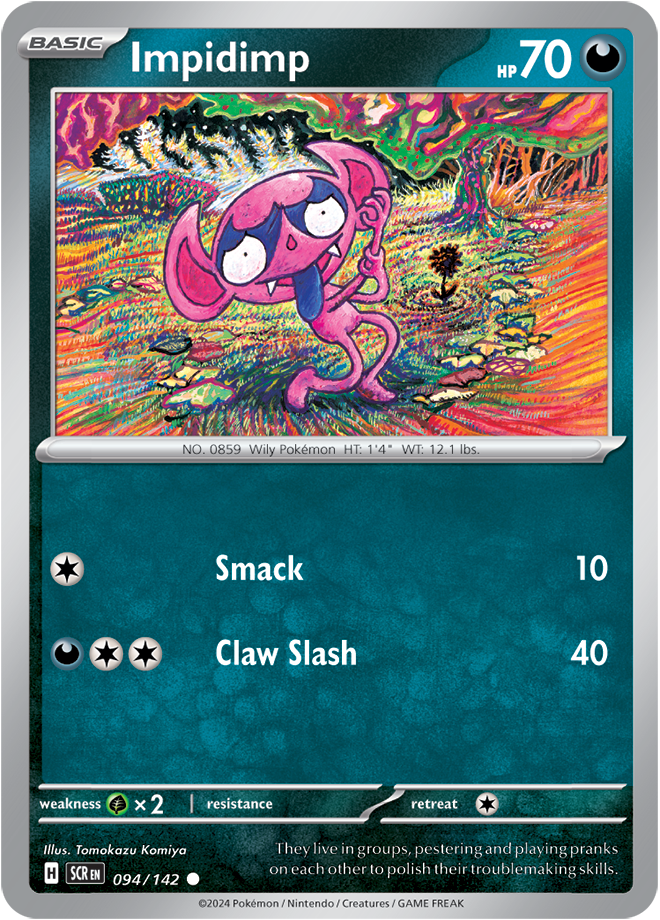 BASIC
Impidimp
HP 70
NO. 0859 Wily Pokémon HT: 1'4" WT: 12.1 lbs.
Smack 10
Claw Slash 40
weakness ×2 resistance retreat
Illus. Tomokazu Komiya
They live in groups, pestering and playing pranks
on each other to polish their troublemaking skills.
H SCR EN 094/142
©2024 Pokémon / Nintendo / Creatures / GAME FREAK